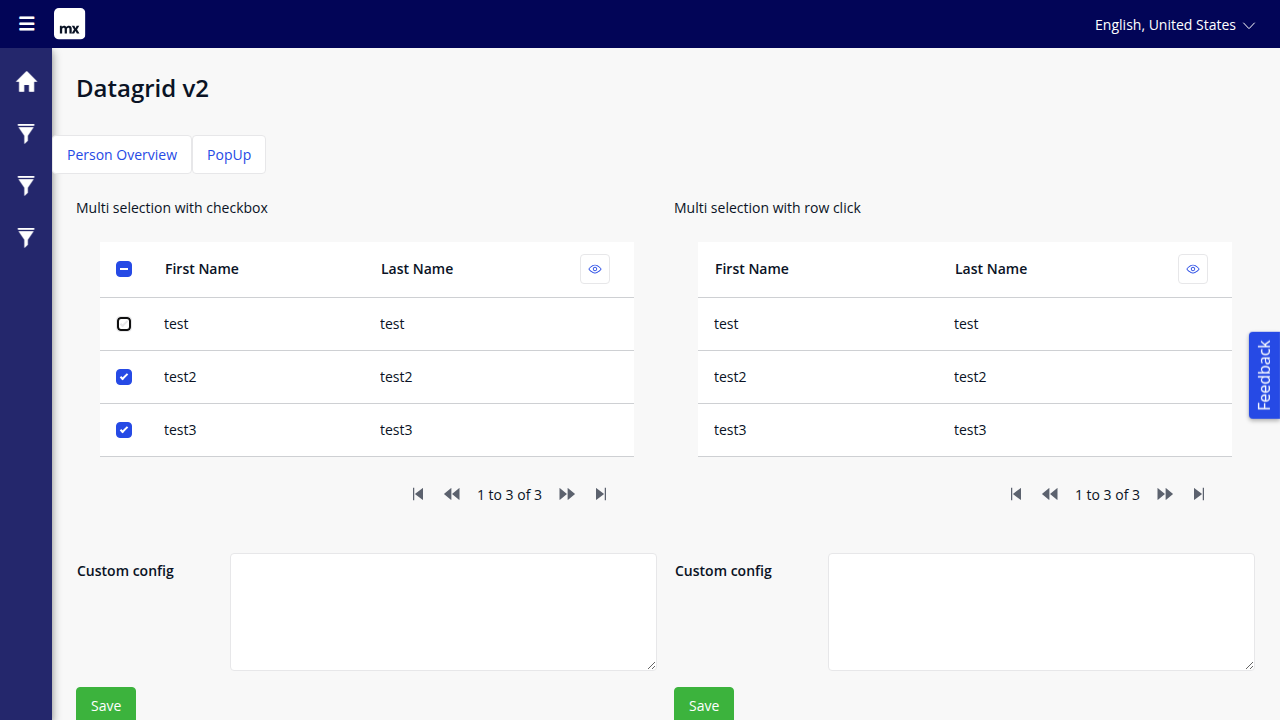 mx
English, United States
Datagrid v2
Person Overview
PopUp
Multi selection with checkbox
First Name Last Name
test test
test2 test2
test3 test3
1 to 3 of 3
Custom config
Save
Multi selection with row click
First Name Last Name
test test
test2 test2
test3 test3
1 to 3 of 3
Custom config
Save
Feedback